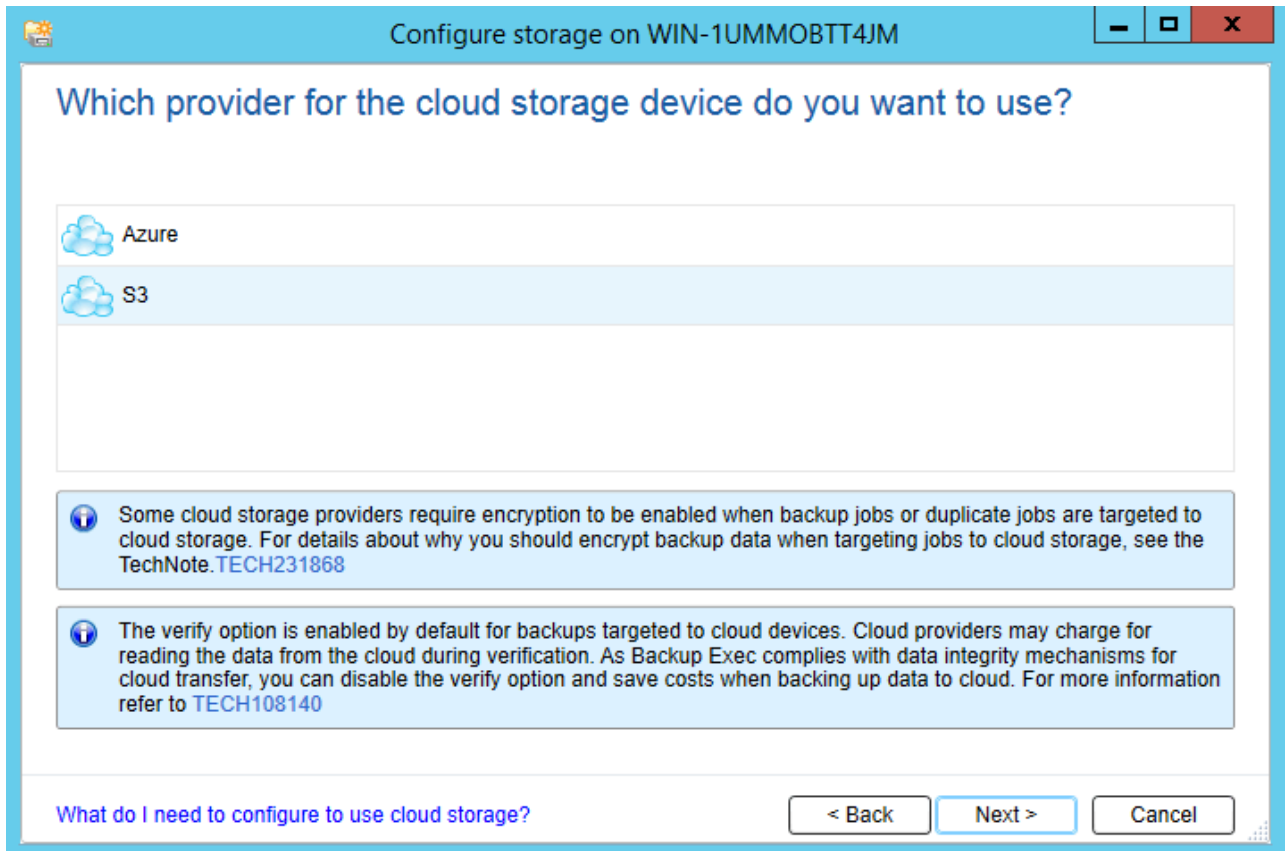 Configure storage on WIN-1UMMOBTT4JM
Which provider for the cloud storage device do you want to use?
Azure
S3
Some cloud storage providers require encryption to be enabled when backup jobs or duplicate jobs are targeted to
cloud storage. For details about why you should encrypt backup data when targeting jobs to cloud storage, see the
TechNote.TECH231868
The verify option is enabled by default for backups targeted to cloud devices. Cloud providers may charge for
reading the data from the cloud during verification. As Backup Exec complies with data integrity mechanisms for
cloud transfer, you can disable the verify option and save costs when backing up data to cloud. For more information
refer to TECH108140
What do I need to configure to use cloud storage?
< Back
Next >
Cancel